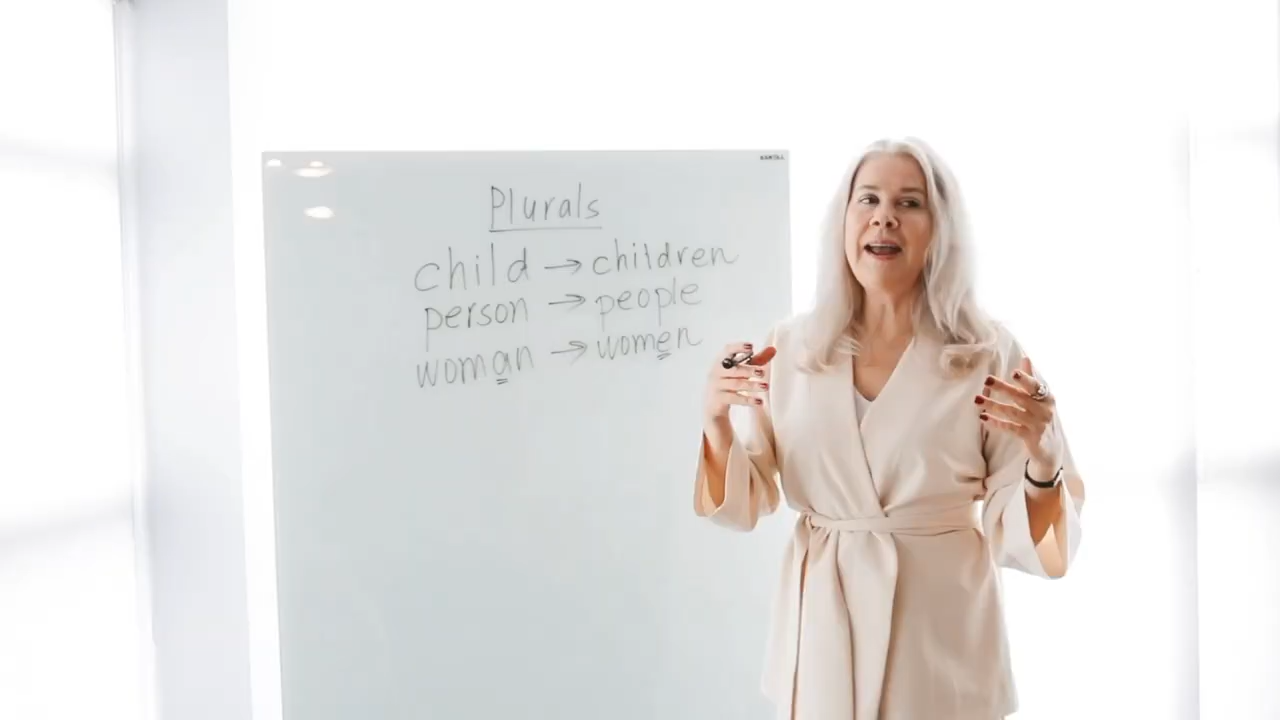 Plurals
child → children
person → people
woman → women